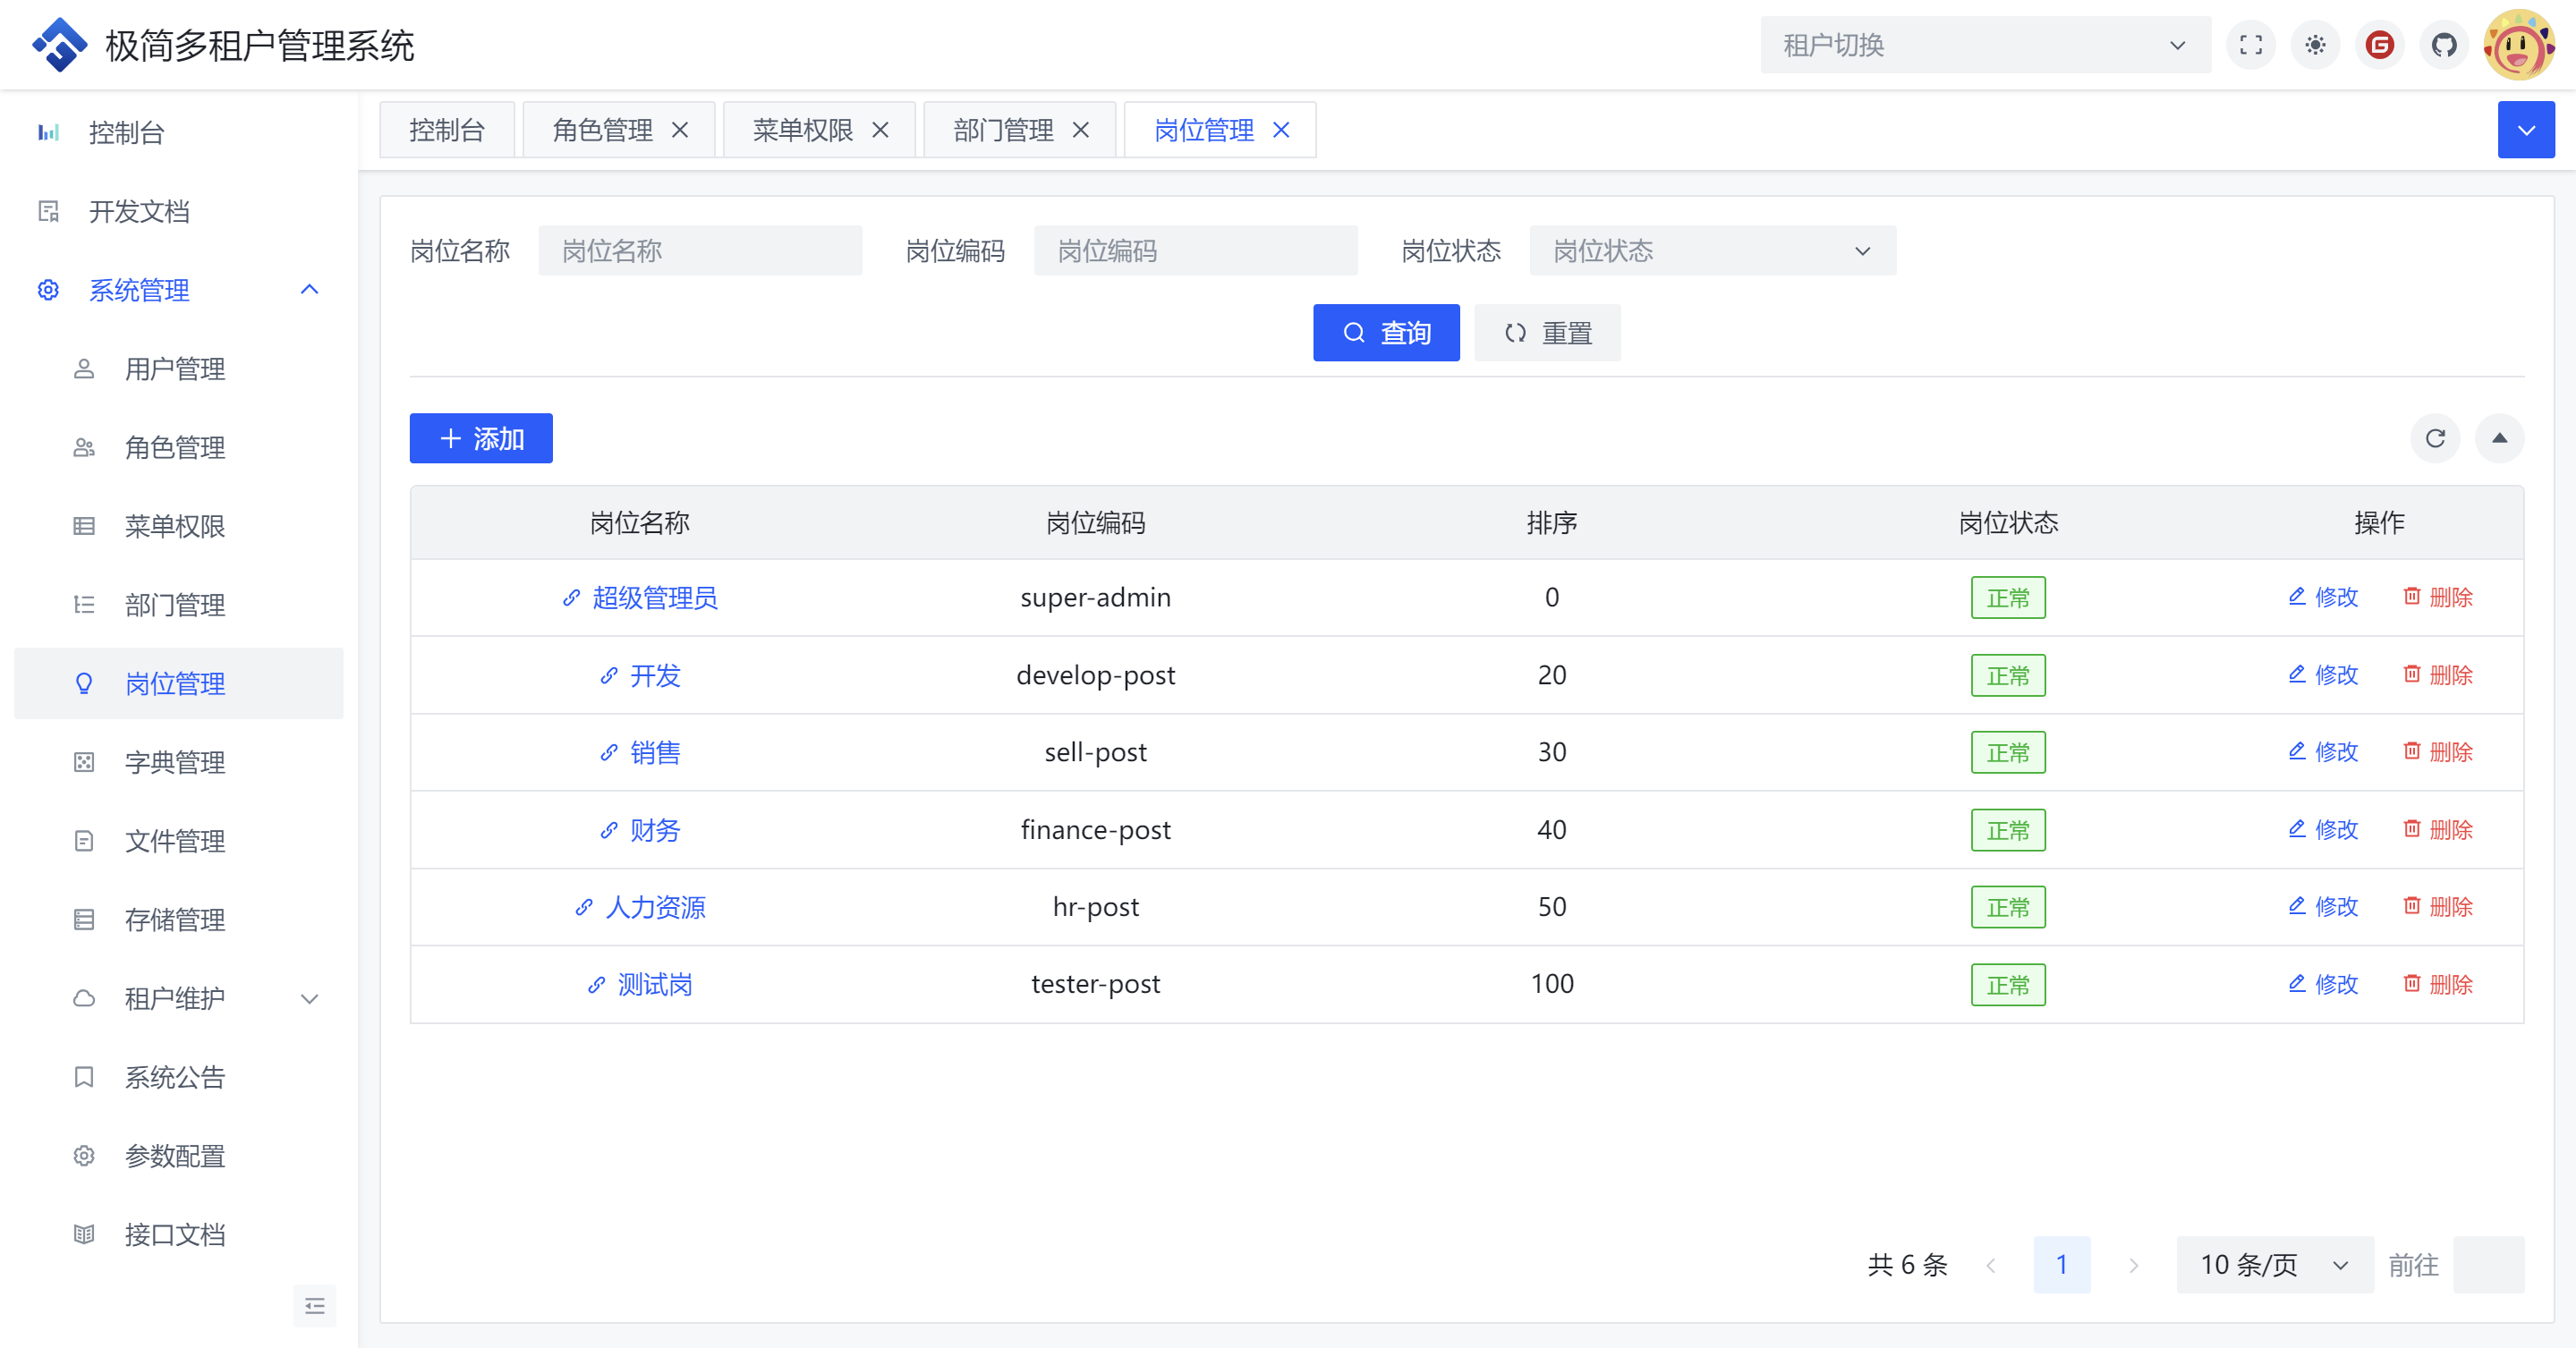 极简多租户管理系统
租户切换
控制台
开发文档
系统管理
用户管理
角色管理
菜单权限
部门管理
岗位管理
字典管理
文件管理
存储管理
租户维护
系统公告
参数配置
接口文档
控制台 角色管理 菜单权限 部门管理 岗位管理
岗位名称 岗位名称 岗位编码 岗位编码 岗位状态 岗位状态
查询 重置
添加
岗位名称 岗位编码 排序 岗位状态 操作
超级管理员 super-admin 0 正常 修改 删除
开发 develop-post 20 正常 修改 删除
销售 sell-post 30 正常 修改 删除
财务 finance-post 40 正常 修改 删除
人力资源 hr-post 50 正常 修改 删除
测试岗 tester-post 100 正常 修改 删除
共 6 条 1 10 条/页 前往